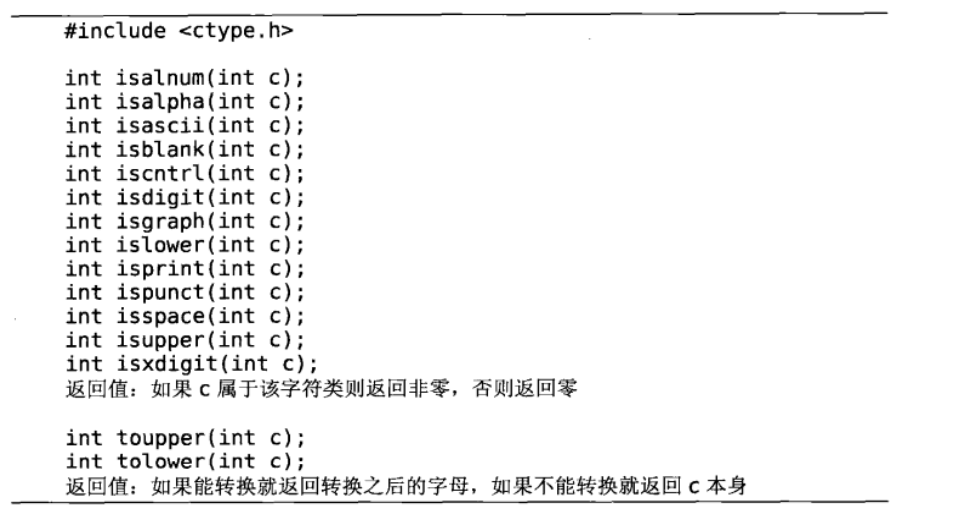 #include <ctype.h>
int isalnum(int c);
int isalpha(int c);
int isascii(int c);
int isblank(int c);
int iscntrl(int c);
int isdigit(int c);
int isgraph(int c);
int islower(int c);
int isprint(int c);
int ispunct(int c);
int isspace(int c);
int isupper(int c);
int isxdigit(int c);
返回值：如果 c 属于该字符类则返回非零，否则返回零
int toupper(int c);
int tolower(int c);
返回值：如果能转换就返回转换之后的字母，如果不能转换就返回 c 本身